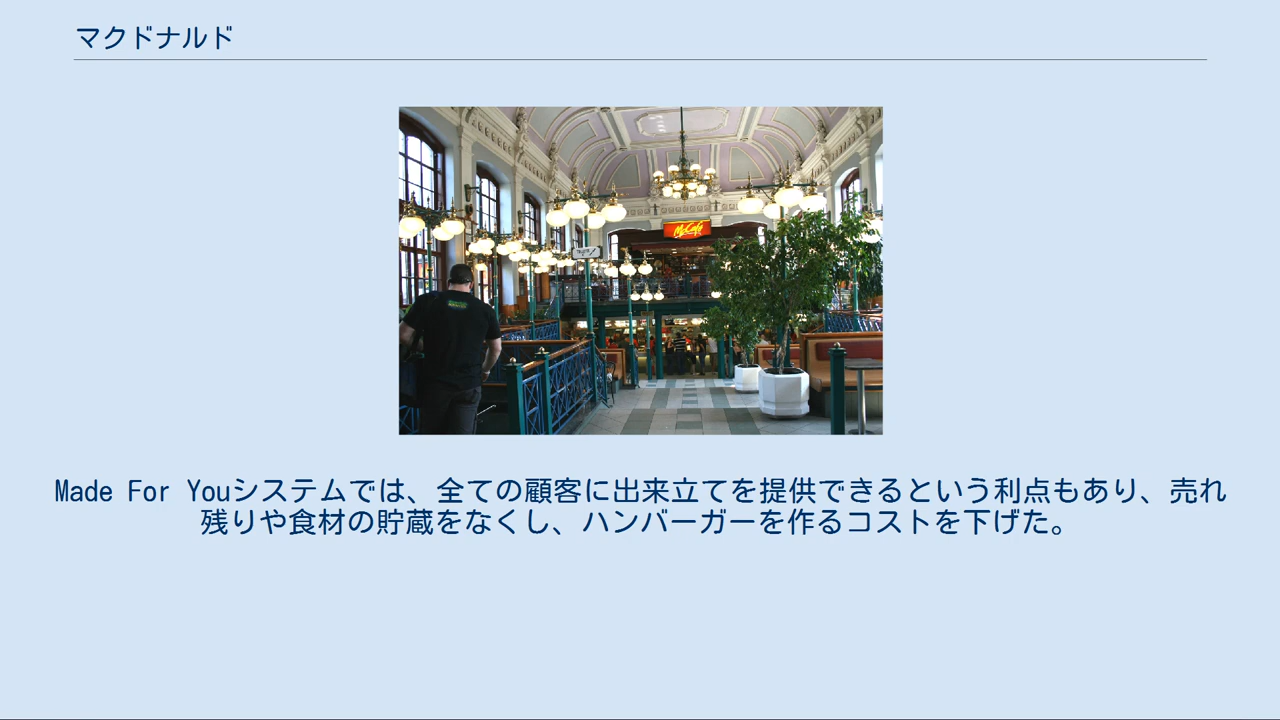 マクドナルド
McCafé
Made For Youシステムでは、全ての顧客に出来立てを提供できるという利点もあり、売れ
残りや食材の貯蔵をなくし、ハンバーガーを作るコストを下げた。